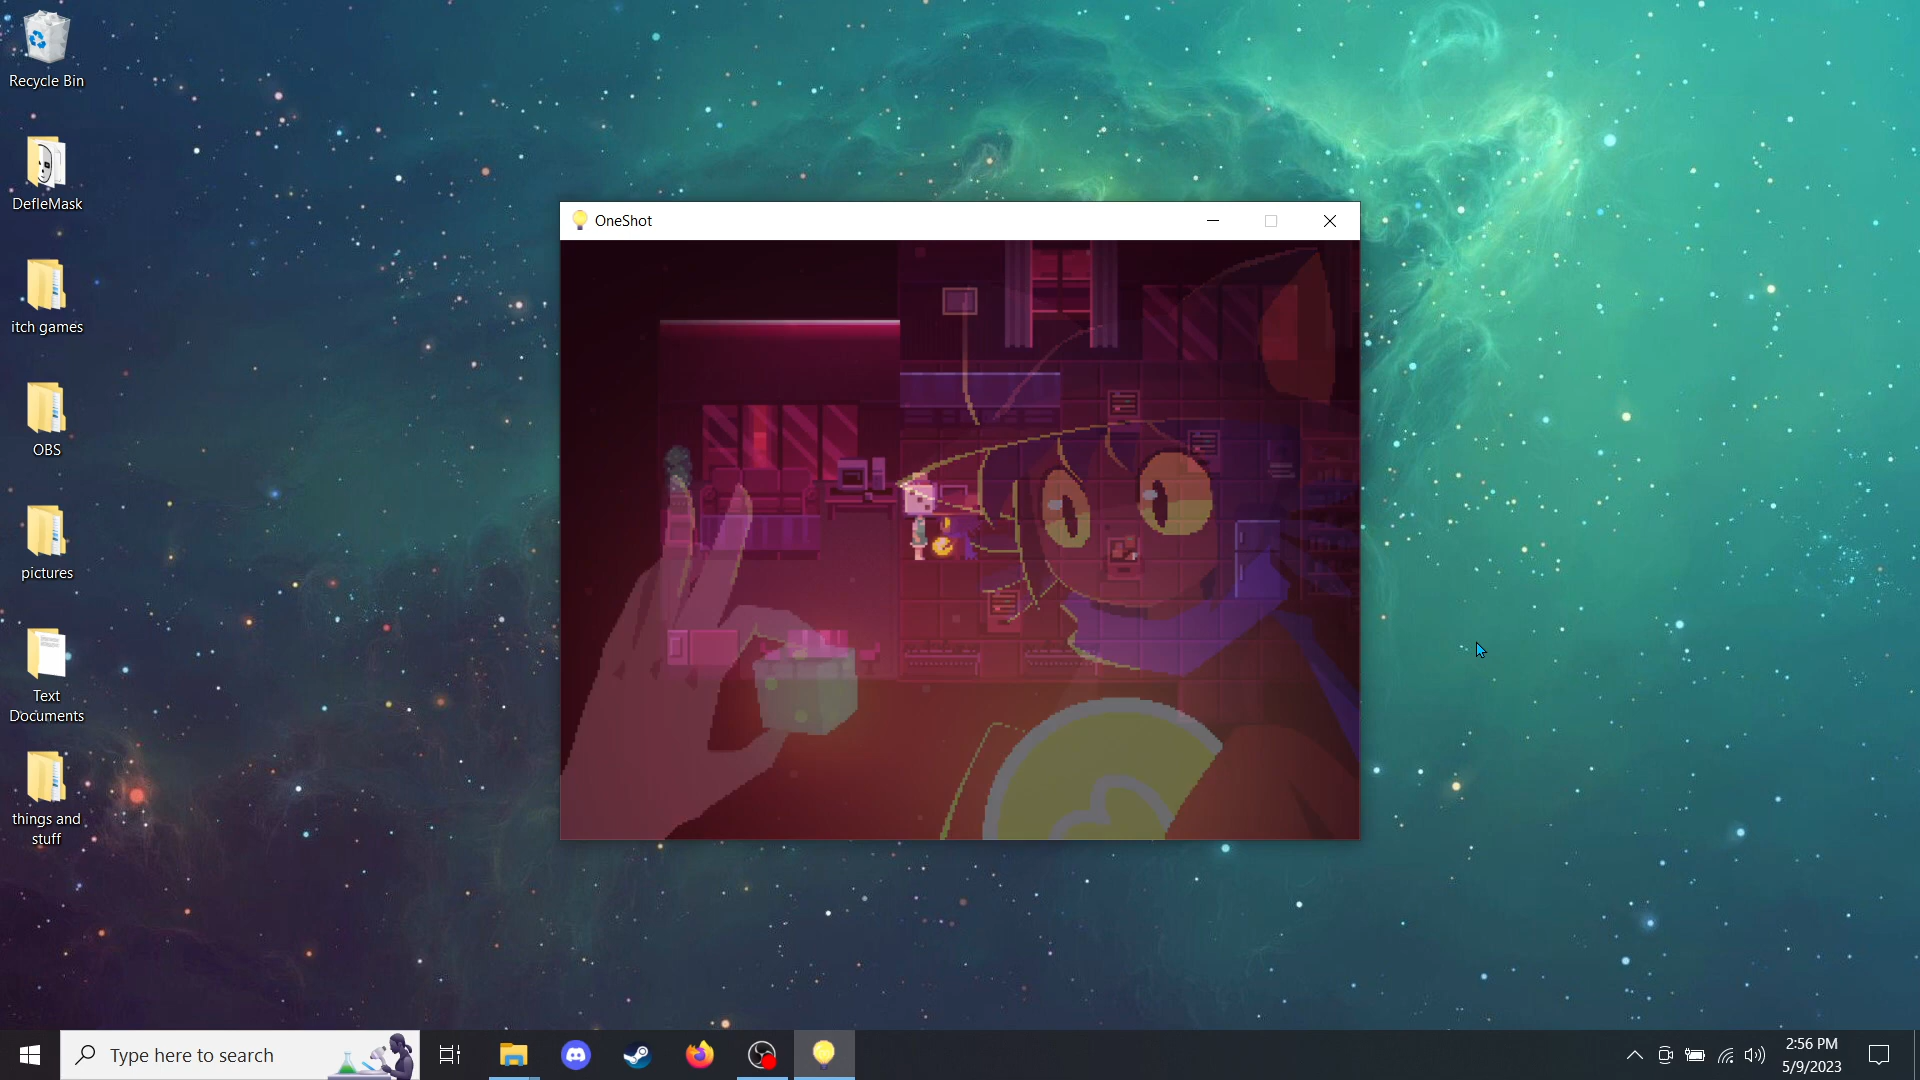 Recycle Bin
DefleMask
itch games
OBS
pictures
Text
Documents
things and
stuff
OneShot
Type here to search
2:56 PM
5/9/2023